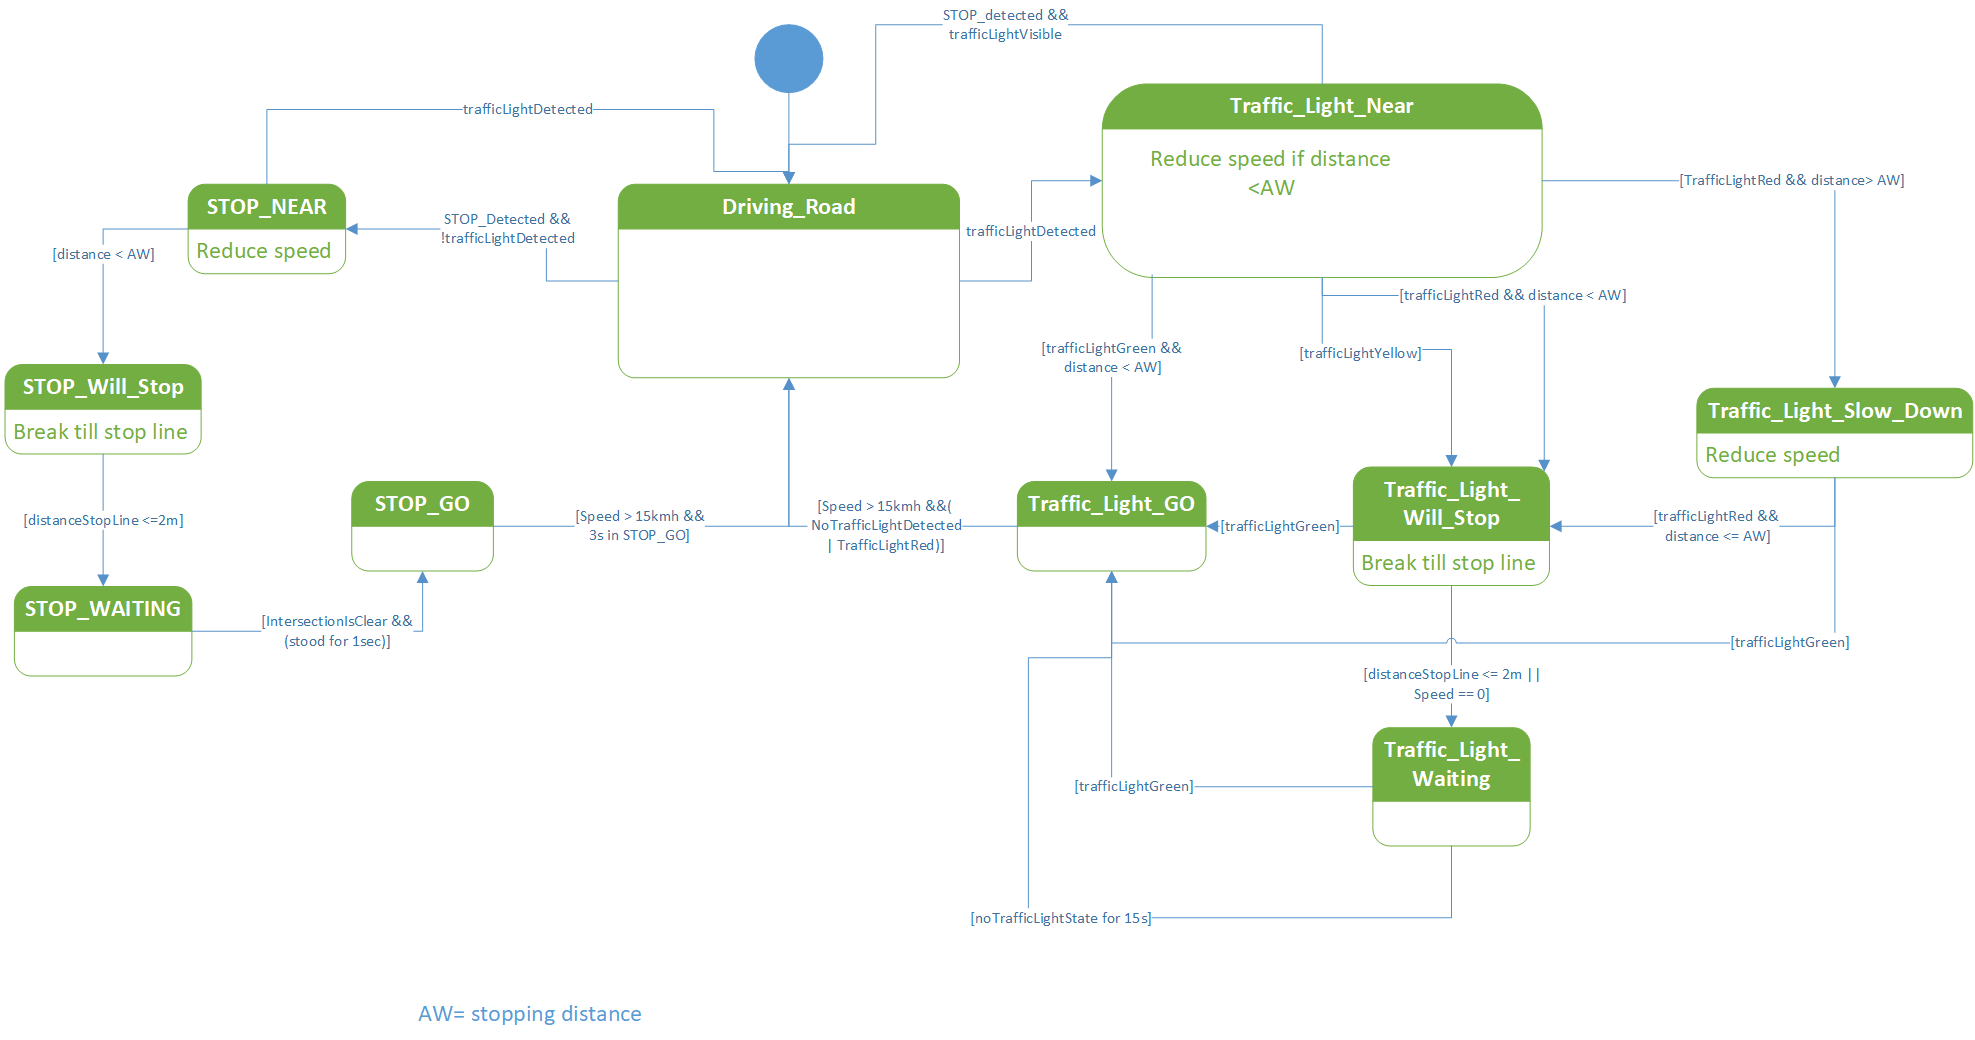 STOP_detected &&
trafficLightVisible
trafficLightDetected
Traffic_Light_Near
Reduce speed if distance
<AW
[TrafficLightRed && distance> AW]
STOP_NEAR
Reduce speed
STOP_Detected &&
!trafficLightDetected
Driving_Road
trafficLightDetected
[distance < AW]
[trafficLightRed && distance < AW]
[trafficLightGreen &&
distance < AW]
[trafficLightYellow]
STOP_Will_Stop
Break till stop line
Traffic_Light_Slow_Down
Reduce speed
[distanceStopLine <=2m]
STOP_GO
[Speed > 15kmh &&
3s in STOP_GO]
[Speed > 15kmh &&(
NoTrafficLightDetected
| TrafficLightRed)]
Traffic_Light_GO
[trafficLightGreen]
Traffic_Light_
Will_Stop
Break till stop line
[trafficLightRed &&
distance <= AW]
STOP_WAITING
[IntersectionIsClear &&
(stood for 1sec)]
[trafficLightGreen]
[distanceStopLine <= 2m ||
Speed == 0]
Traffic_Light_
Waiting
[trafficLightGreen]
[noTrafficLightState for 15s]
AW= stopping distance